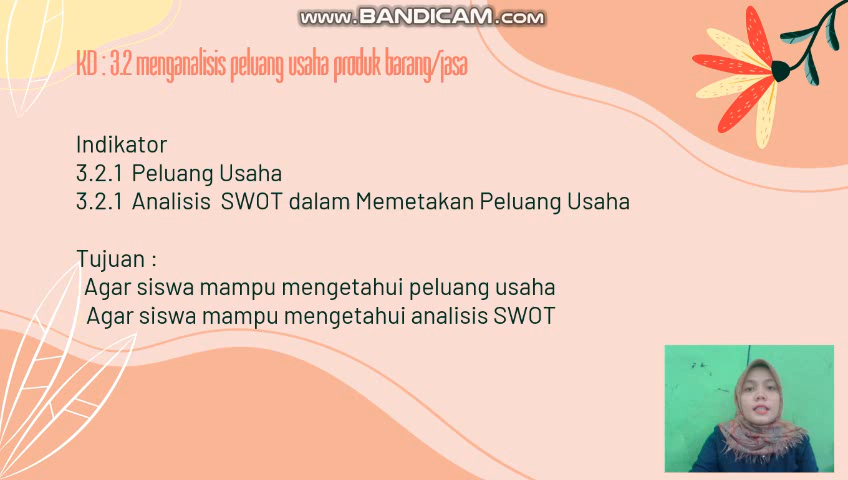 www.BANDICAM.com
KD : 3.2 menganalisis peluang usaha produk barang/jasa
Indikator
3.2.1 Peluang Usaha
3.2.1 Analisis SWOT dalam Memetakan Peluang Usaha
Tujuan :
Agar siswa mampu mengetahui peluang usaha
Agar siswa mampu mengetahui analisis SWOT